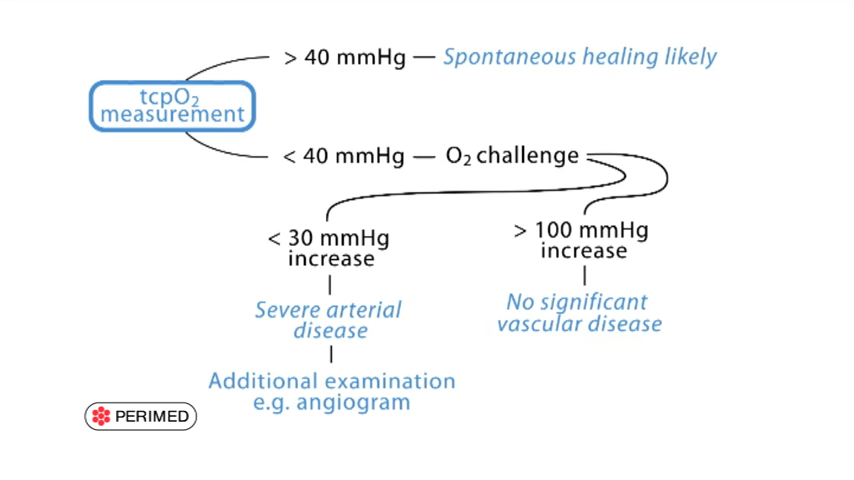 > 40 mmHg — Spontaneous healing likely
tcpO₂
measurement
< 40 mmHg — O₂ challenge
< 30 mmHg
increase
> 100 mmHg
increase
Severe arterial
disease
No significant
vascular disease
Additional examination
e.g. angiogram
PERIMED